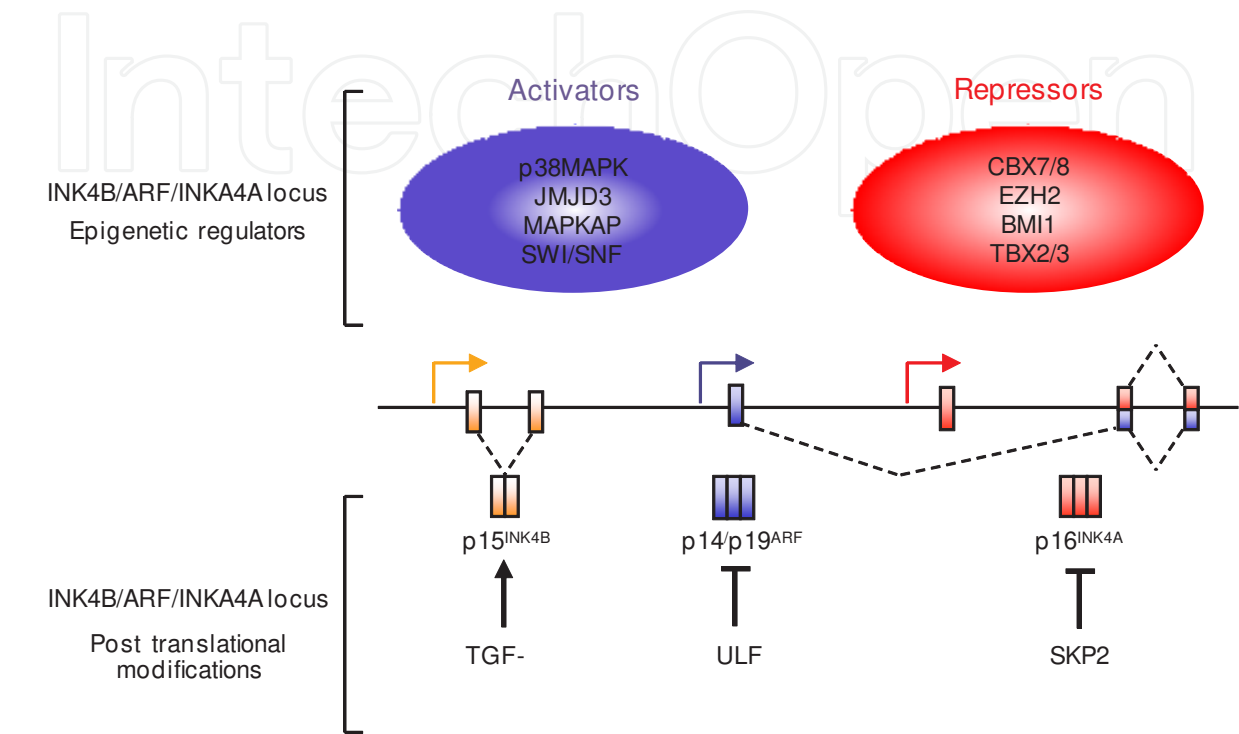 IntechOpen
Activators
Repressors
p38MAPK
JMJD3
MAPKAP
SWI/SNF
CBX7/8
EZH2
BMI1
TBX2/3
INK4B/ARF/INKA4A locus
Epigenetic regulators
p15INK4B
p14/p19ARF
p16INK4A
INK4B/ARF/INKA4A locus
Post translational
modifications
TGF-
ULF
SKP2